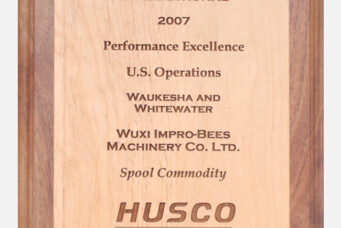 2007
Performance Excellence
U.S. Operations
WAUKESHA AND
WHITEWATER
WUXI IMPRO-BEES
MACHINERY CO. LTD.
Spool Commodity
HUSCO